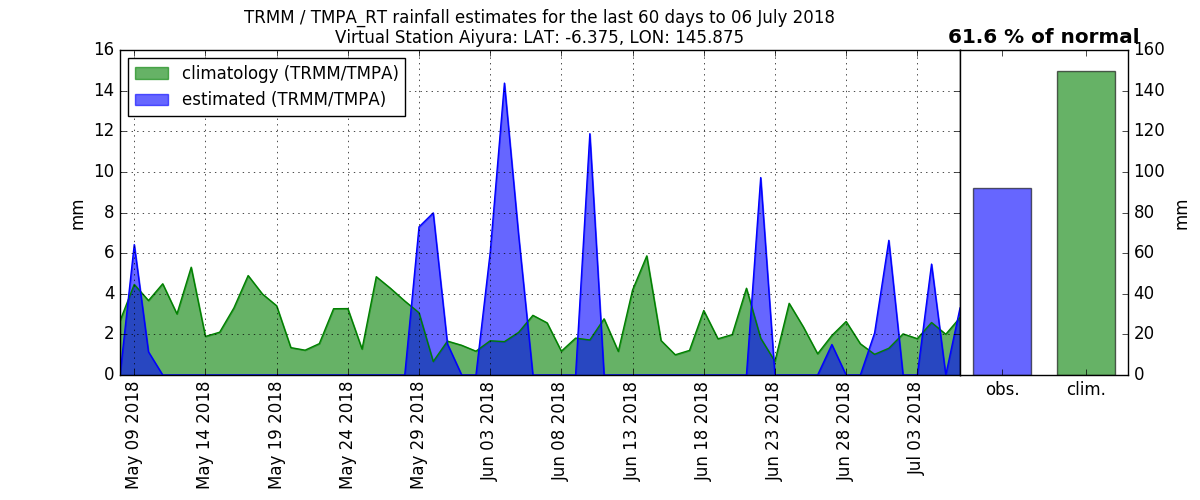 TRMM / TMPA_RT rainfall estimates for the last 60 days to 06 July 2018
Virtual Station Aiyura: LAT: -6.375, LON: 145.875
61.6 % of normal
climatology (TRMM/TMPA)
estimated (TRMM/TMPA)
mm
16
14
12
10
8
6
4
2
0
May 09 2018
May 14 2018
May 19 2018
May 24 2018
May 29 2018
Jun 03 2018
Jun 08 2018
Jun 13 2018
Jun 18 2018
Jun 23 2018
Jun 28 2018
Jul 03 2018
obs.
clim.
160
140
120
100
80
60
40
20
0
mm